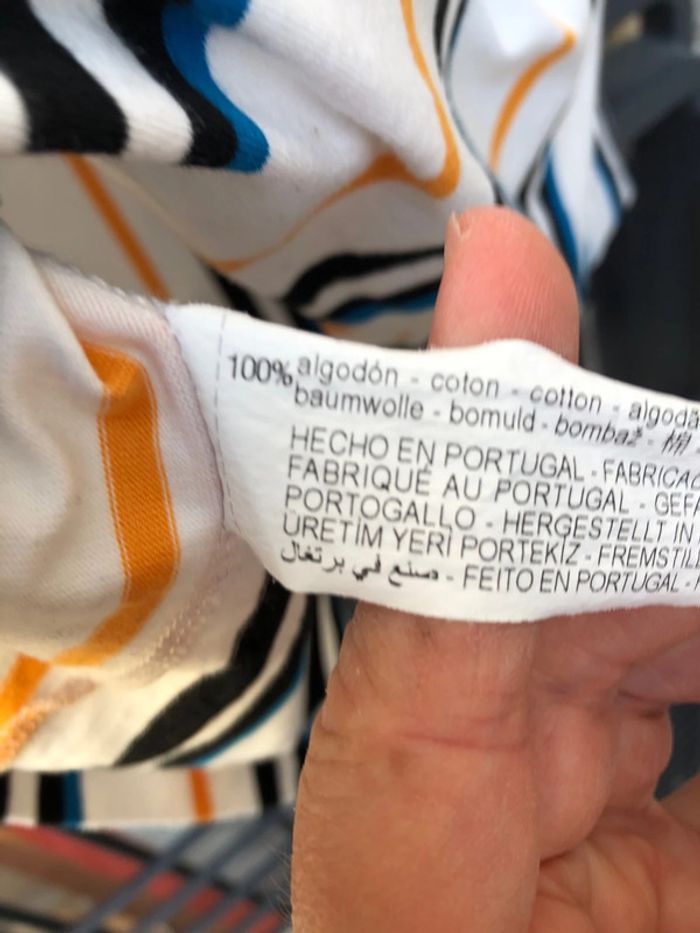 100% algodón - coton - cotton - algodã
baumwolle - bomuld - bombaž - 棉 -
HECHO EN PORTUGAL - FABRICAD
FABRIQUÉ AU PORTUGAL - GEF
PORTOGALLO - HERGESTELLT IN
ÜRETİM YERİ PORTEKİZ - FREMSTIL
صنع في برتغال - FEITO EN PORTUGAL -